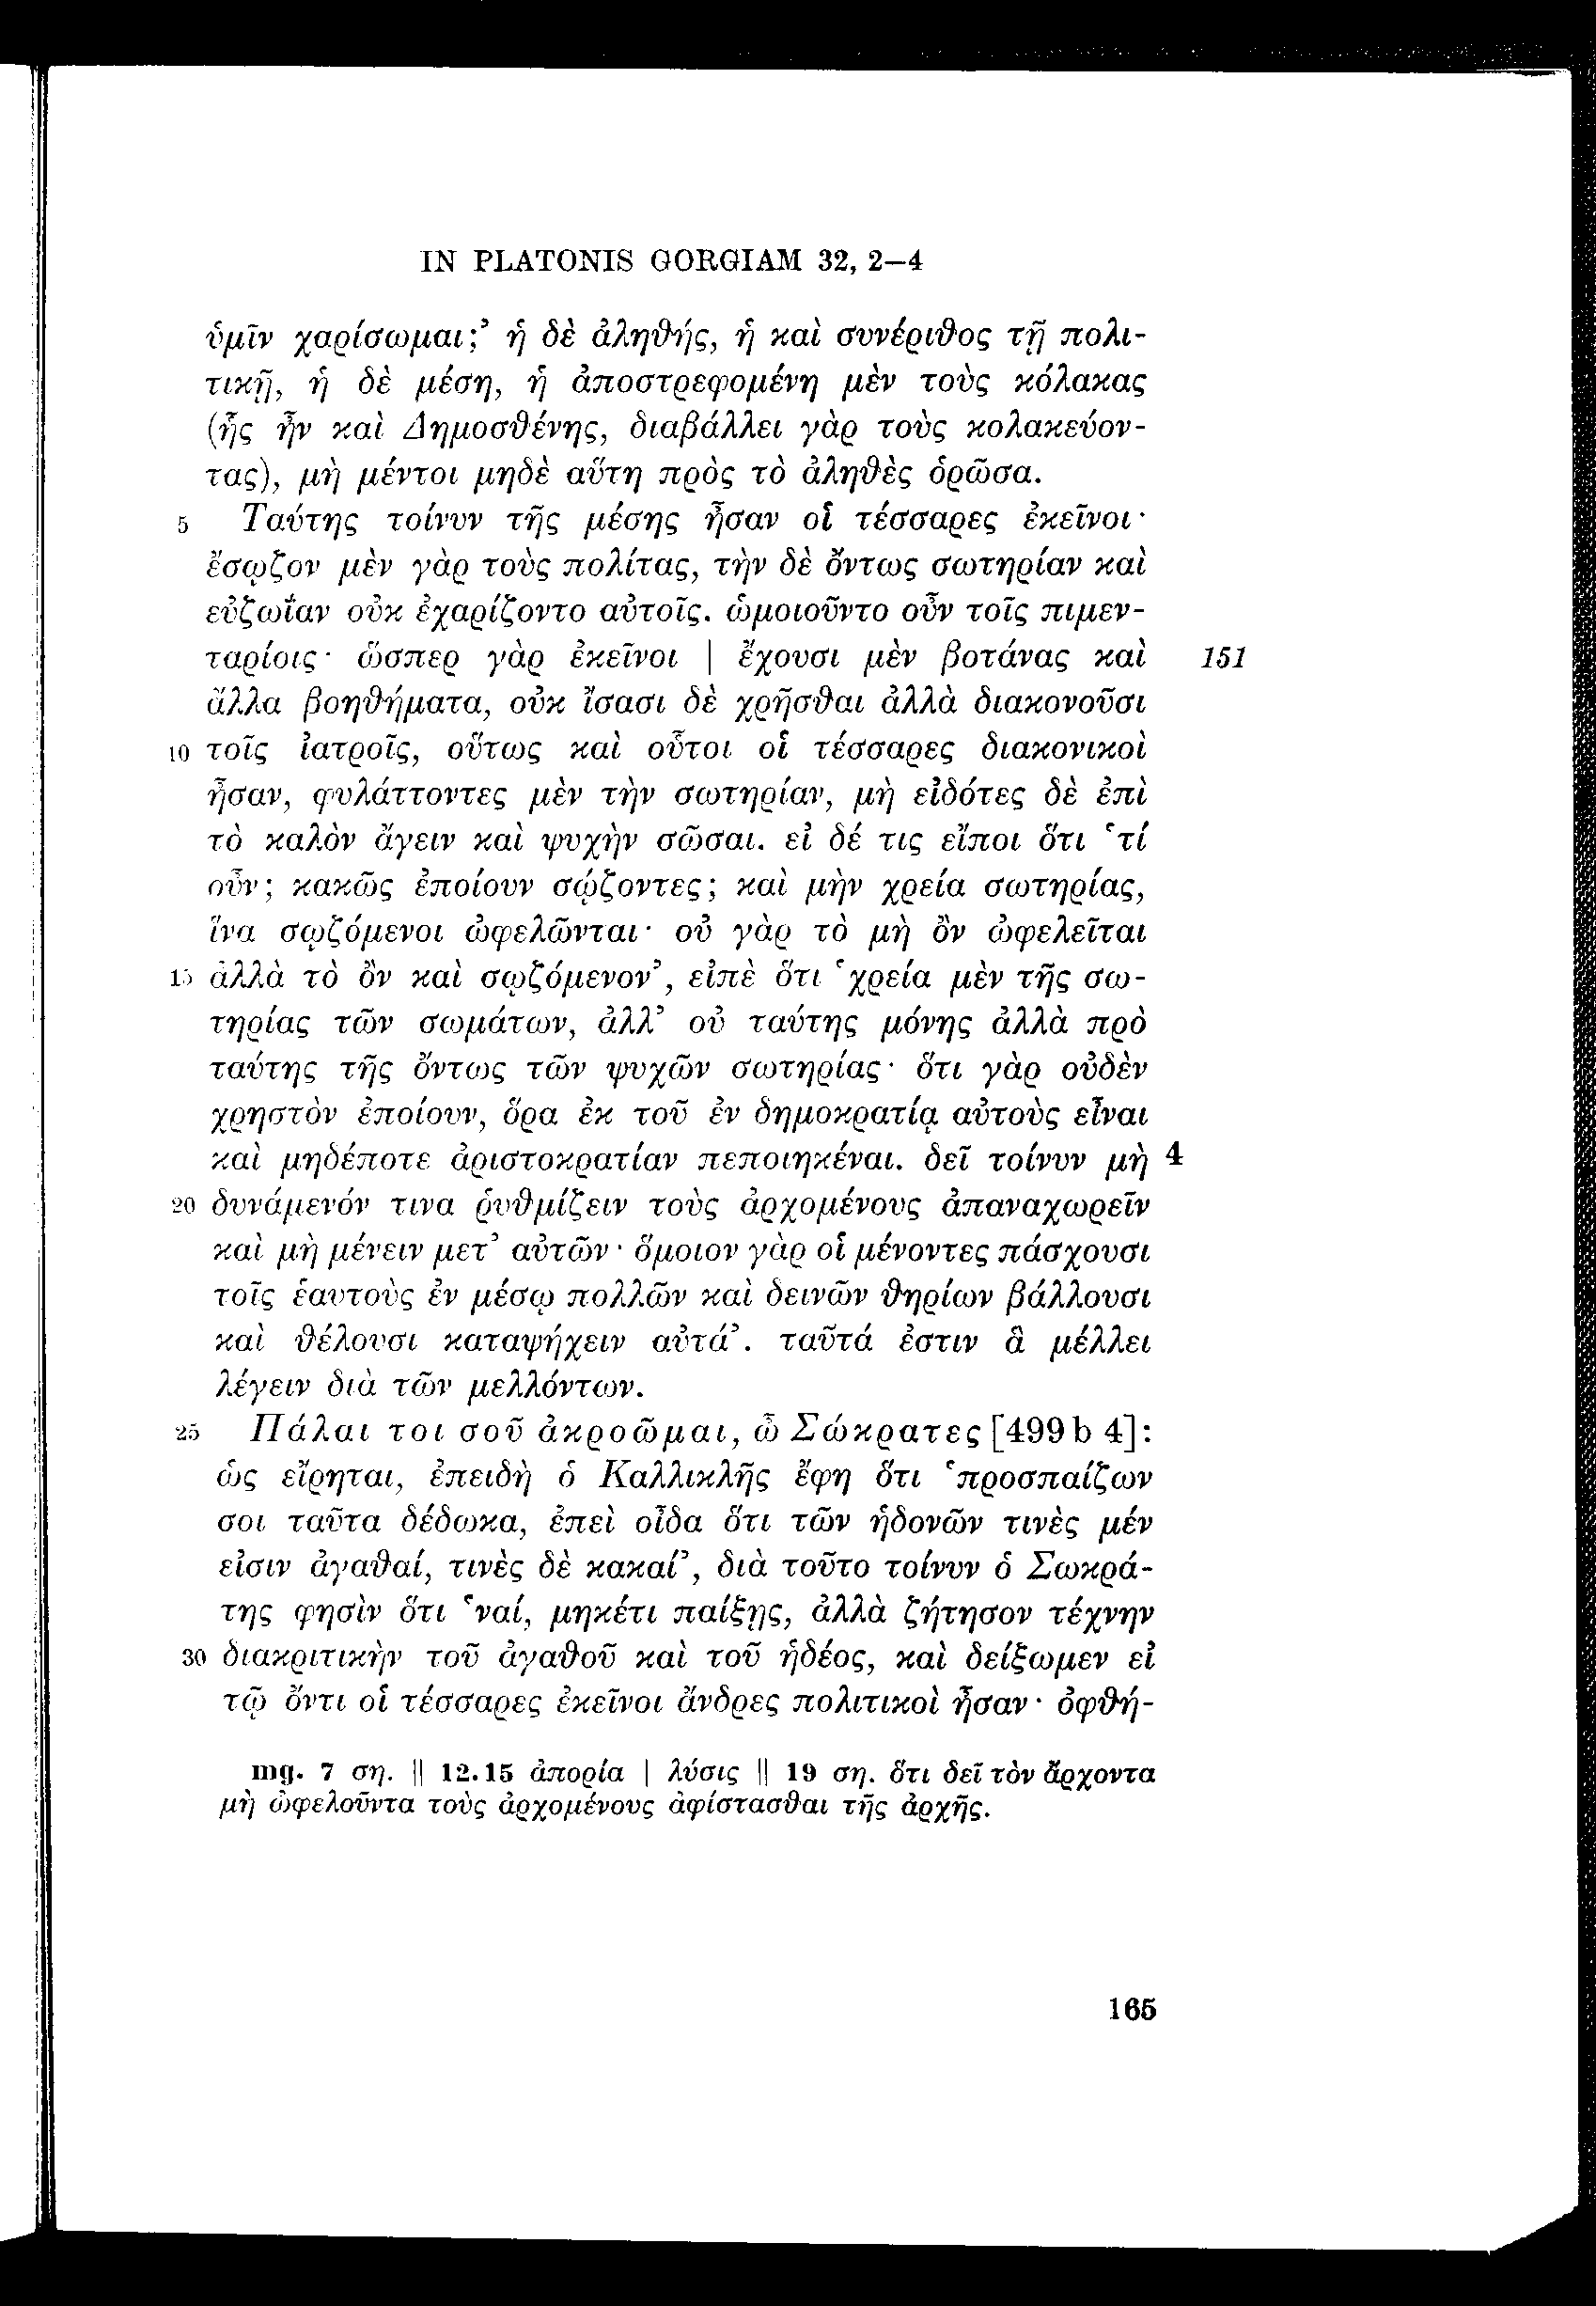 IN PLATONIS GORGIAM 32, 2–4
ὑμῖν χαρίσωμαι;’ ἡ δὲ ἀληθής, ἡ καὶ συνέριθος τῇ πολι-
τικῇ, ἡ δὲ μέση, ἡ ἀποστρεφομένη μὲν τοὺς κόλακας
(ἧς ἦν καὶ Δημοσθένης, διαβάλλει γὰρ τοὺς κολακεύον-
τας), μὴ μέντοι μηδὲ αὕτη πρὸς τὸ ἀληθὲς ὁρῶσα.
5 Ταύτης τοίνυν τῆς μέσης ἦσαν οἱ τέσσαρες ἐκεῖνοι·
ἔσῳζον μὲν γὰρ τοὺς πολίτας, τὴν δὲ ὄντως σωτηρίαν καὶ
εὐζωΐαν οὐκ ἐχαρίζοντο αὐτοῖς. ὡμοιοῦντο οὖν τοῖς πιμεν-
ταρίοις· ὥσπερ γὰρ ἐκεῖνοι | ἔχουσι μὲν βοτάνας καὶ 151
ἄλλα βοηθήματα, οὐκ ἴσασι δὲ χρῆσθαι ἀλλὰ διακονοῦσι
10 τοῖς ἰατροῖς, οὕτως καὶ οὗτοι οἱ τέσσαρες διακονικοὶ
ἦσαν, φυλάττοντες μὲν τὴν σωτηρίαν, μὴ εἰδότες δὲ ἐπὶ
τὸ καλὸν ἄγειν καὶ ψυχὴν σῶσαι. εἰ δέ τις εἴποι ὅτι ‘τί
οὖν; κακῶς ἐποίουν σῴζοντες; καὶ μὴν χρεία σωτηρίας,
ἵνα σῳζόμενοι ὠφελῶνται· οὐ γὰρ τὸ μὴ ὂν ὠφελεῖται
15 ἀλλὰ τὸ ὂν καὶ σῳζόμενον’, εἰπὲ ὅτι ‘χρεία μὲν τῆς σω-
τηρίας τῶν σωμάτων, ἀλλ’ οὐ ταύτης μόνης ἀλλὰ πρὸ
ταύτης τῆς ὄντως τῶν ψυχῶν σωτηρίας· ὅτι γὰρ οὐδὲν
χρηστὸν ἐποίουν, ὅρα ἐκ τοῦ ἐν δημοκρατίᾳ αὐτοὺς εἶναι
καὶ μηδέποτε ἀριστοκρατίαν πεποιηκέναι. δεῖ τοίνυν μὴ 4
20 δυνάμενόν τινα ῥυθμίζειν τοὺς ἀρχομένους ἀπαναχωρεῖν
καὶ μὴ μένειν μετ’ αὐτῶν· ὅμοιον γὰρ οἱ μένοντες πάσχουσι
τοῖς ἑαυτοὺς ἐν μέσῳ πολλῶν καὶ δεινῶν θηρίων βάλλουσι
καὶ θέλουσι καταψήχειν αὐτά’. ταῦτά ἐστιν ἃ μέλλει
λέγειν διὰ τῶν μελλόντων.
25 Πάλαι τοι σοῦ ἀκροῶμαι, ὦ Σώκρατες [499 b 4]:
ὡς εἴρηται, ἐπειδὴ ὁ Καλλικλῆς ἔφη ὅτι ‘προσπαίζων
σοι ταῦτα δέδωκα, ἐπεὶ οἶδα ὅτι τῶν ἡδονῶν τινὲς μέν
εἰσιν ἀγαθαί, τινὲς δὲ κακαί’, διὰ τοῦτο τοίνυν ὁ Σωκρά-
της φησὶν ὅτι ‘ναί, μηκέτι παίξῃς, ἀλλὰ ζήτησον τέχνην
30 διακριτικὴν τοῦ ἀγαθοῦ καὶ τοῦ ἡδέος, καὶ δείξωμεν εἰ
τῷ ὄντι οἱ τέσσαρες ἐκεῖνοι ἄνδρες πολιτικοὶ ἦσαν· ὀφθή-
mg. 7 ση. || 12.15 ἀπορία | λύσις || 19 ση. ὅτι δεῖ τὸν ἄρχοντα
μὴ ὠφελοῦντα τοὺς ἀρχομένους ἀφίστασθαι τῆς ἀρχῆς.
165